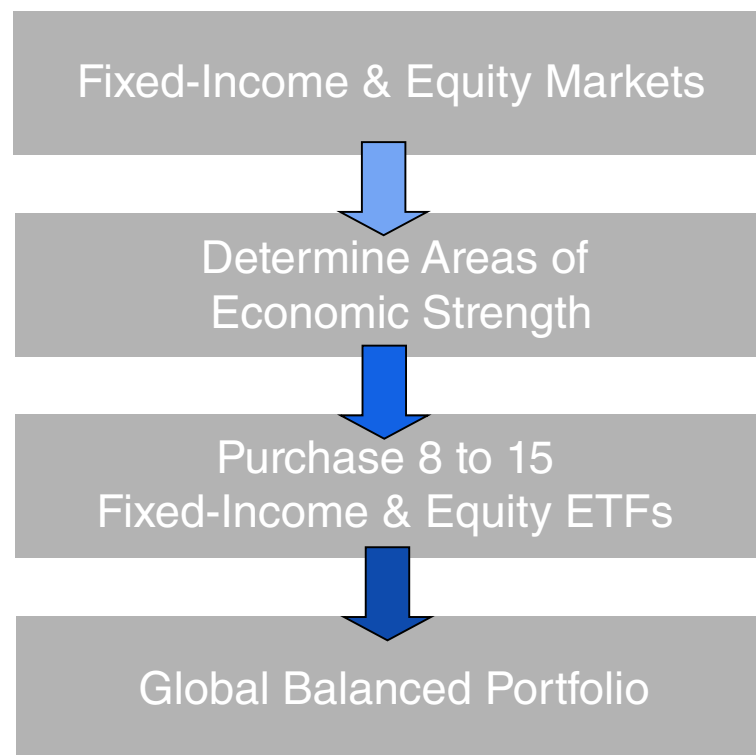 Fixed-Income & Equity Markets
Determine Areas of
Economic Strength
Purchase 8 to 15
Fixed-Income & Equity ETFs
Global Balanced Portfolio